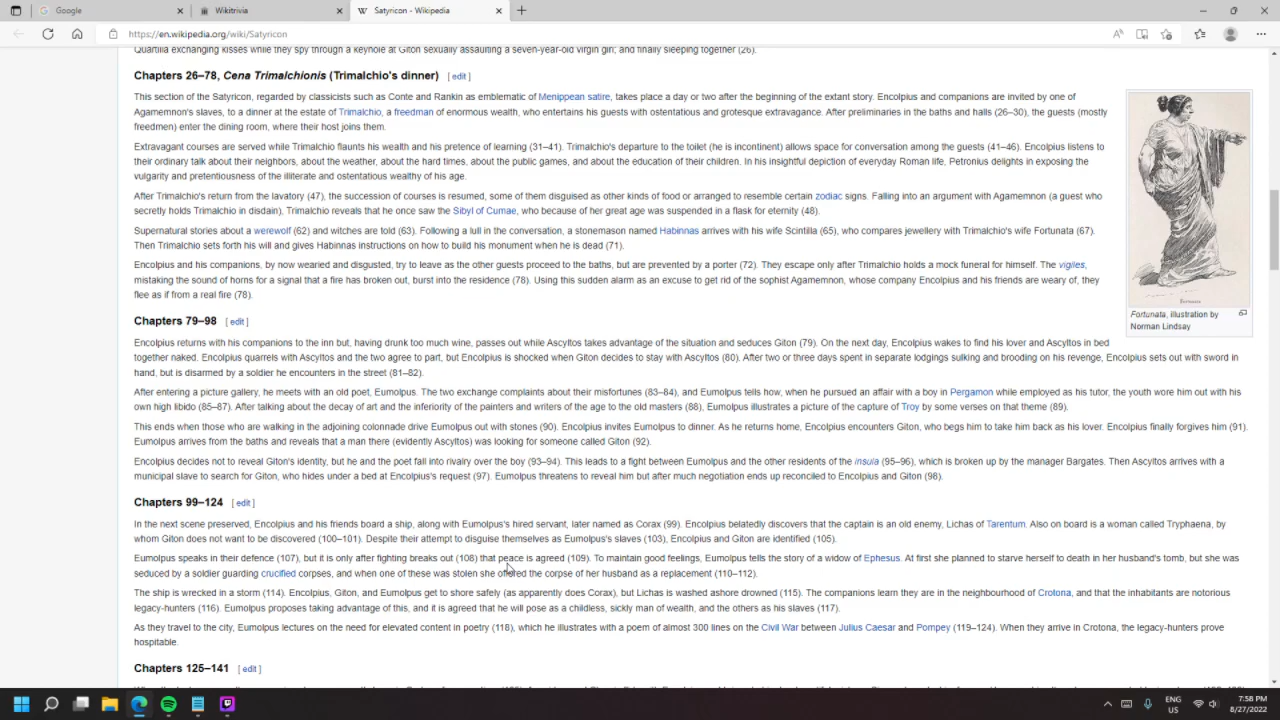 Google
Wikitrivia
Satyricon - Wikipedia
https://en.wikipedia.org/wiki/Satyricon
Quartilla exchanging kisses while they spy through a keyhole at Giton sexually assaulting a seven-year-old virgin girl; and finally sleeping together (26).
Chapters 26–78, Cena Trimalchionis (Trimalchio's dinner) [ edit ]
This section of the Satyricon, regarded by classicists such as Conte and Rankin as emblematic of Menippean satire, takes place a day or two after the beginning of the extant story. Encolpius and companions are invited by one of
Agamemnon's slaves, to a dinner at the estate of Trimalchio, a freedman of enormous wealth, who entertains his guests with ostentatious and grotesque extravagance. After preliminaries in the baths and halls (26–30), the guests (mostly
freedmen) enter the dining room, where their host joins them.
Extravagant courses are served while Trimalchio flaunts his wealth and his pretence of learning (31–41). Trimalchio's departure to the toilet (he is incontinent) allows space for conversation among the guests (41–46). Encolpius listens to
their ordinary talk about their neighbors, about the weather, about the hard times, about the public games, and about the education of their children. In his insightful depiction of everyday Roman life, Petronius delights in exposing the
vulgarity and pretentiousness of the illiterate and ostentatious wealthy of his age.
After Trimalchio's return from the lavatory (47), the succession of courses is resumed, some of them disguised as other kinds of food or arranged to resemble certain zodiac signs. Falling into an argument with Agamemnon (a guest who
secretly holds Trimalchio in disdain), Trimalchio reveals that he once saw the Sibyl of Cumae, who because of her great age was suspended in a flask for eternity (48).
Supernatural stories about a werewolf (62) and witches are told (63). Following a lull in the conversation, a stonemason named Habinnas arrives with his wife Scintilla (65), who compares jewellery with Trimalchio's wife Fortunata (67).
Then Trimalchio sets forth his will and gives Habinnas instructions on how to build his monument when he is dead (71).
Encolpius and his companions, by now wearied and disgusted, try to leave as the other guests proceed to the baths, but are prevented by a porter (72). They escape only after Trimalchio holds a mock funeral for himself. The vigiles,
mistaking the sound of horns for a signal that a fire has broken out, burst into the residence (78). Using this sudden alarm as an excuse to get rid of the sophist Agamemnon, whose company Encolpius and his friends are weary of, they
flee as if from a real fire (78).
Fortunata, illustration by
Norman Lindsay
Chapters 79–98 [ edit ]
Encolpius returns with his companions to the inn but, having drunk too much wine, passes out while Ascyltos takes advantage of the situation and seduces Giton (79). On the next day, Encolpius wakes to find his lover and Ascyltos in bed
together naked. Encolpius quarrels with Ascyltos and the two agree to part, but Encolpius is shocked when Giton decides to stay with Ascyltos (80). After two or three days spent in separate lodgings sulking and brooding on his revenge, Encolpius sets out with sword in
hand, but is disarmed by a soldier he encounters in the street (81–82).
After entering a picture gallery, he meets with an old poet, Eumolpus. The two exchange complaints about their misfortunes (83–84), and Eumolpus tells how, when he pursued an affair with a boy in Pergamon while employed as his tutor, the youth wore him out with his
own high libido (85–87). After talking about the decay of art and the inferiority of the painters and writers of the age to the old masters (88), Eumolpus illustrates a picture of the capture of Troy by some verses on that theme (89).
This ends when those who are walking in the adjoining colonnade drive Eumolpus out with stones (90). Encolpius invites Eumolpus to dinner. As he returns home, Encolpius encounters Giton, who begs him to take him back as his lover. Encolpius finally forgives him (91).
Eumolpus arrives from the baths and reveals that a man there (evidently Ascyltos) was looking for someone called Giton (92).
Encolpius decides not to reveal Giton's identity, but he and the poet fall into rivalry over the boy (93–94). This leads to a fight between Eumolpus and the other residents of the insula (95–96), which is broken up by the manager Bargates. Then Ascyltos arrives with a
municipal slave to search for Giton, who hides under a bed at Encolpius's request (97). Eumolpus threatens to reveal him but after much negotiation ends up reconciled to Encolpius and Giton (98).
Chapters 99–124 [ edit ]
In the next scene preserved, Encolpius and his friends board a ship, along with Eumolpus's hired servant, later named as Corax (99). Encolpius belatedly discovers that the captain is an old enemy, Lichas of Tarentum. Also on board is a woman called Tryphaena, by
whom Giton does not want to be discovered (100–101). Despite their attempt to disguise themselves as Eumolpus's slaves (103), Encolpius and Giton are identified (105).
Eumolpus speaks in their defence (107), but it is only after fighting breaks out (108) that peace is agreed (109). To maintain good feelings, Eumolpus tells the story of a widow of Ephesus. At first she planned to starve herself to death in her husband's tomb, but she was
seduced by a soldier guarding crucified corpses, and when one of these was stolen she offered the corpse of her husband as a replacement (110–112).
The ship is wrecked in a storm (114). Encolpius, Giton, and Eumolpus get to shore safely (as apparently does Corax), but Lichas is washed ashore drowned (115). The companions learn they are in the neighbourhood of Crotona, and that the inhabitants are notorious
legacy-hunters (116). Eumolpus proposes taking advantage of this, and it is agreed that he will pose as a childless, sickly man of wealth, and the others as his slaves (117).
As they travel to the city, Eumolpus lectures on the need for elevated content in poetry (118), which he illustrates with a poem of almost 300 lines on the Civil War between Julius Caesar and Pompey (119–124). When they arrive in Crotona, the legacy-hunters prove
hospitable.
Chapters 125–141 [ edit ]
ENG
US
7:58 PM
8/27/2022